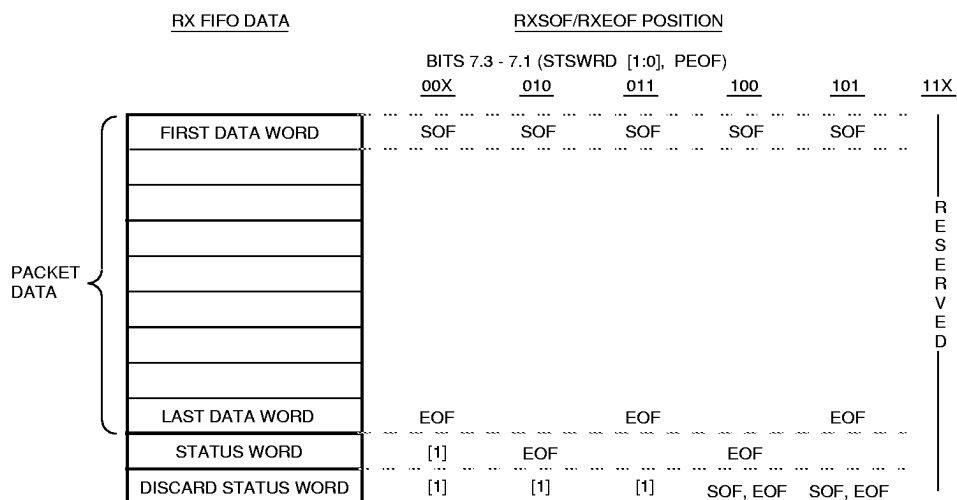 RX FIFO DATA RXSOF/RXEOF POSITION
BITS 7.3 - 7.1 (STSWRD [1:0], PEOF)
00X 010 011 100 101 11X
FIRST DATA WORD SOF SOF SOF SOF SOF
RESERVED
PACKET
DATA
LAST DATA WORD EOF EOF EOF
STATUS WORD [1] EOF EOF
DISCARD STATUS WORD [1] [1] [1] SOF, EOF SOF, EOF